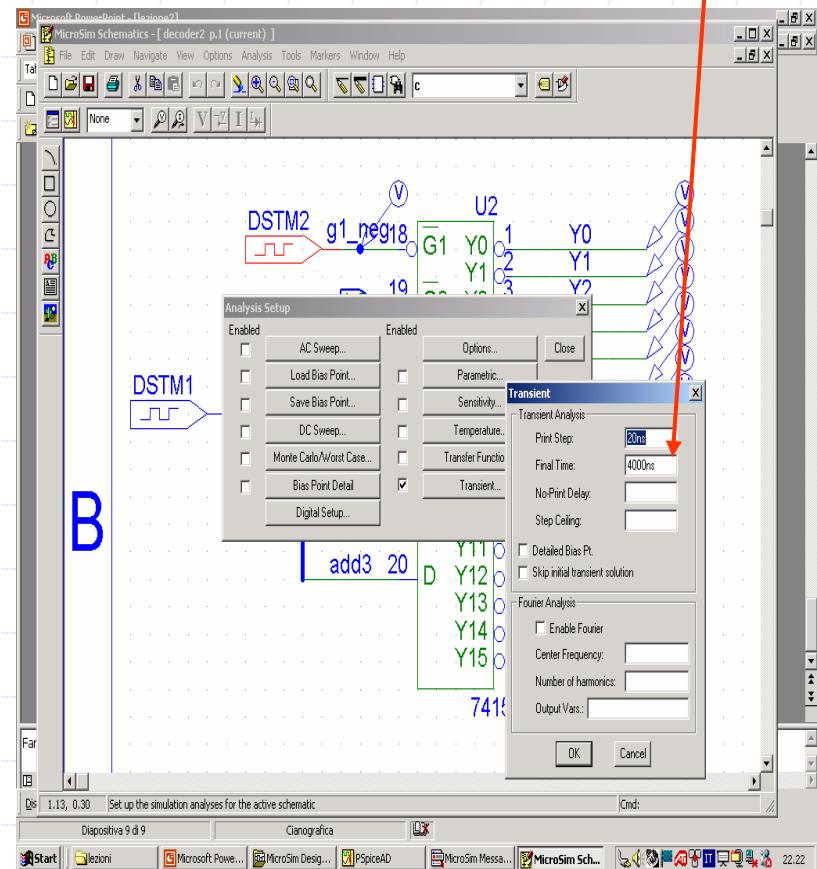 Microsoft PowerPoint - [lezione2]
MicroSim Schematics - [ decoder2 p.1 (current) ]
File Edit Draw Navigate View Options Analysis Tools Markers Window Help
c
None
V
I
DSTM2
g1_neg
18
U2
G1 Y0 1 Y0
Y1 2 Y1
19
3 Y2
DSTM1
B
add3 20
D
Y11
Y12
Y13
Y14
Y15
Analysis Setup
Enabled
Enabled
AC Sweep...
Options...
Close
Load Bias Point...
Parametric...
Save Bias Point...
Sensitivity...
DC Sweep...
Temperature...
Monte Carlo/Worst Case...
Transfer Functio
Bias Point Detail
Transient...
Digital Setup...
Transient
Transient Analysis
Print Step: 20ns
Final Time: 4000ns
No-Print Delay:
Step Ceiling:
Detailed Bias Pt.
Skip initial transient solution
Fourier Analysis
Enable Fourier
Center Frequency:
Number of harmonics:
Output Vars.:
OK
Cancel
Far
Dis
1.13, 0.30 Set up the simulation analyses for the active schematic Cmd:
Diapositiva 9 di 9
Cianografica
Start
lezioni
Microsoft Powe...
MicroSim Desig...
PSpiceAD
MicroSim Messa...
MicroSim Sch...
22.22